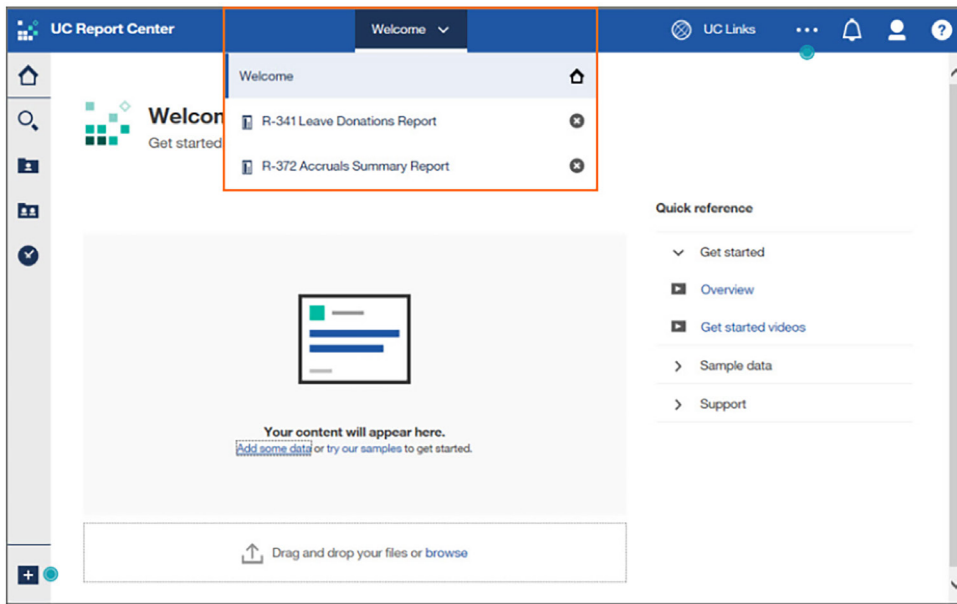 UC Report Center
Welcome
UC Links
?
Welcome
R-341 Leave Donations Report
R-372 Accruals Summary Report
Welcon
Get started
Quick reference
Get started
Overview
Get started videos
Sample data
Support
Your content will appear here.
Add some data or try our samples to get started.
Drag and drop your files or browse